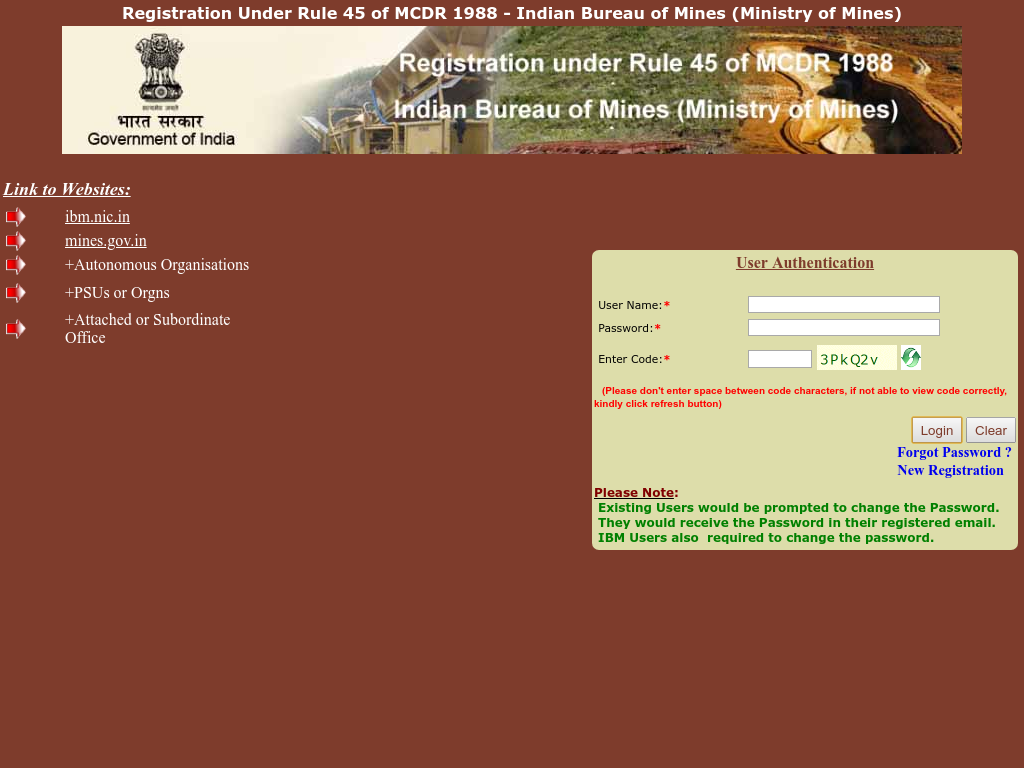 Registration Under Rule 45 of MCDR 1988 - Indian Bureau of Mines (Ministry of Mines)
Registration under Rule 45 of MCDR 1988
Indian Bureau of Mines (Ministry of Mines)
सत्यमेव जयते
भारत सरकार
Government of India
Link to Websites:
ibm.nic.in
mines.gov.in
+Autonomous Organisations
+PSUs or Orgns
+Attached or Subordinate
Office
User Authentication
User Name:*
Password:*
Enter Code:* 3PkQ2v
(Please don't enter space between code characters, if not able to view code correctly,
kindly click refresh button)
Login Clear
Forgot Password ?
New Registration
Please Note:
Existing Users would be prompted to change the Password.
They would receive the Password in their registered email.
IBM Users also  required to change the password.